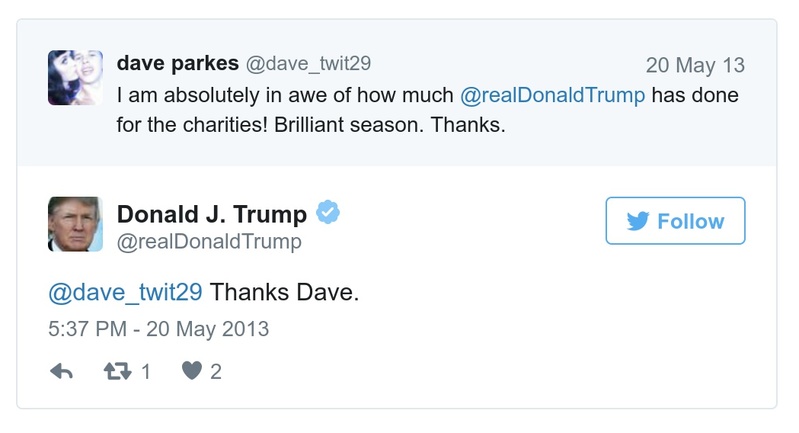 dave parkes @dave_twit29 20 May 13
I am absolutely in awe of how much @realDonaldTrump has done
for the charities! Brilliant season. Thanks.
Donald J. Trump
@realDonaldTrump
Follow
@dave_twit29 Thanks Dave.
5:37 PM - 20 May 2013
1 2